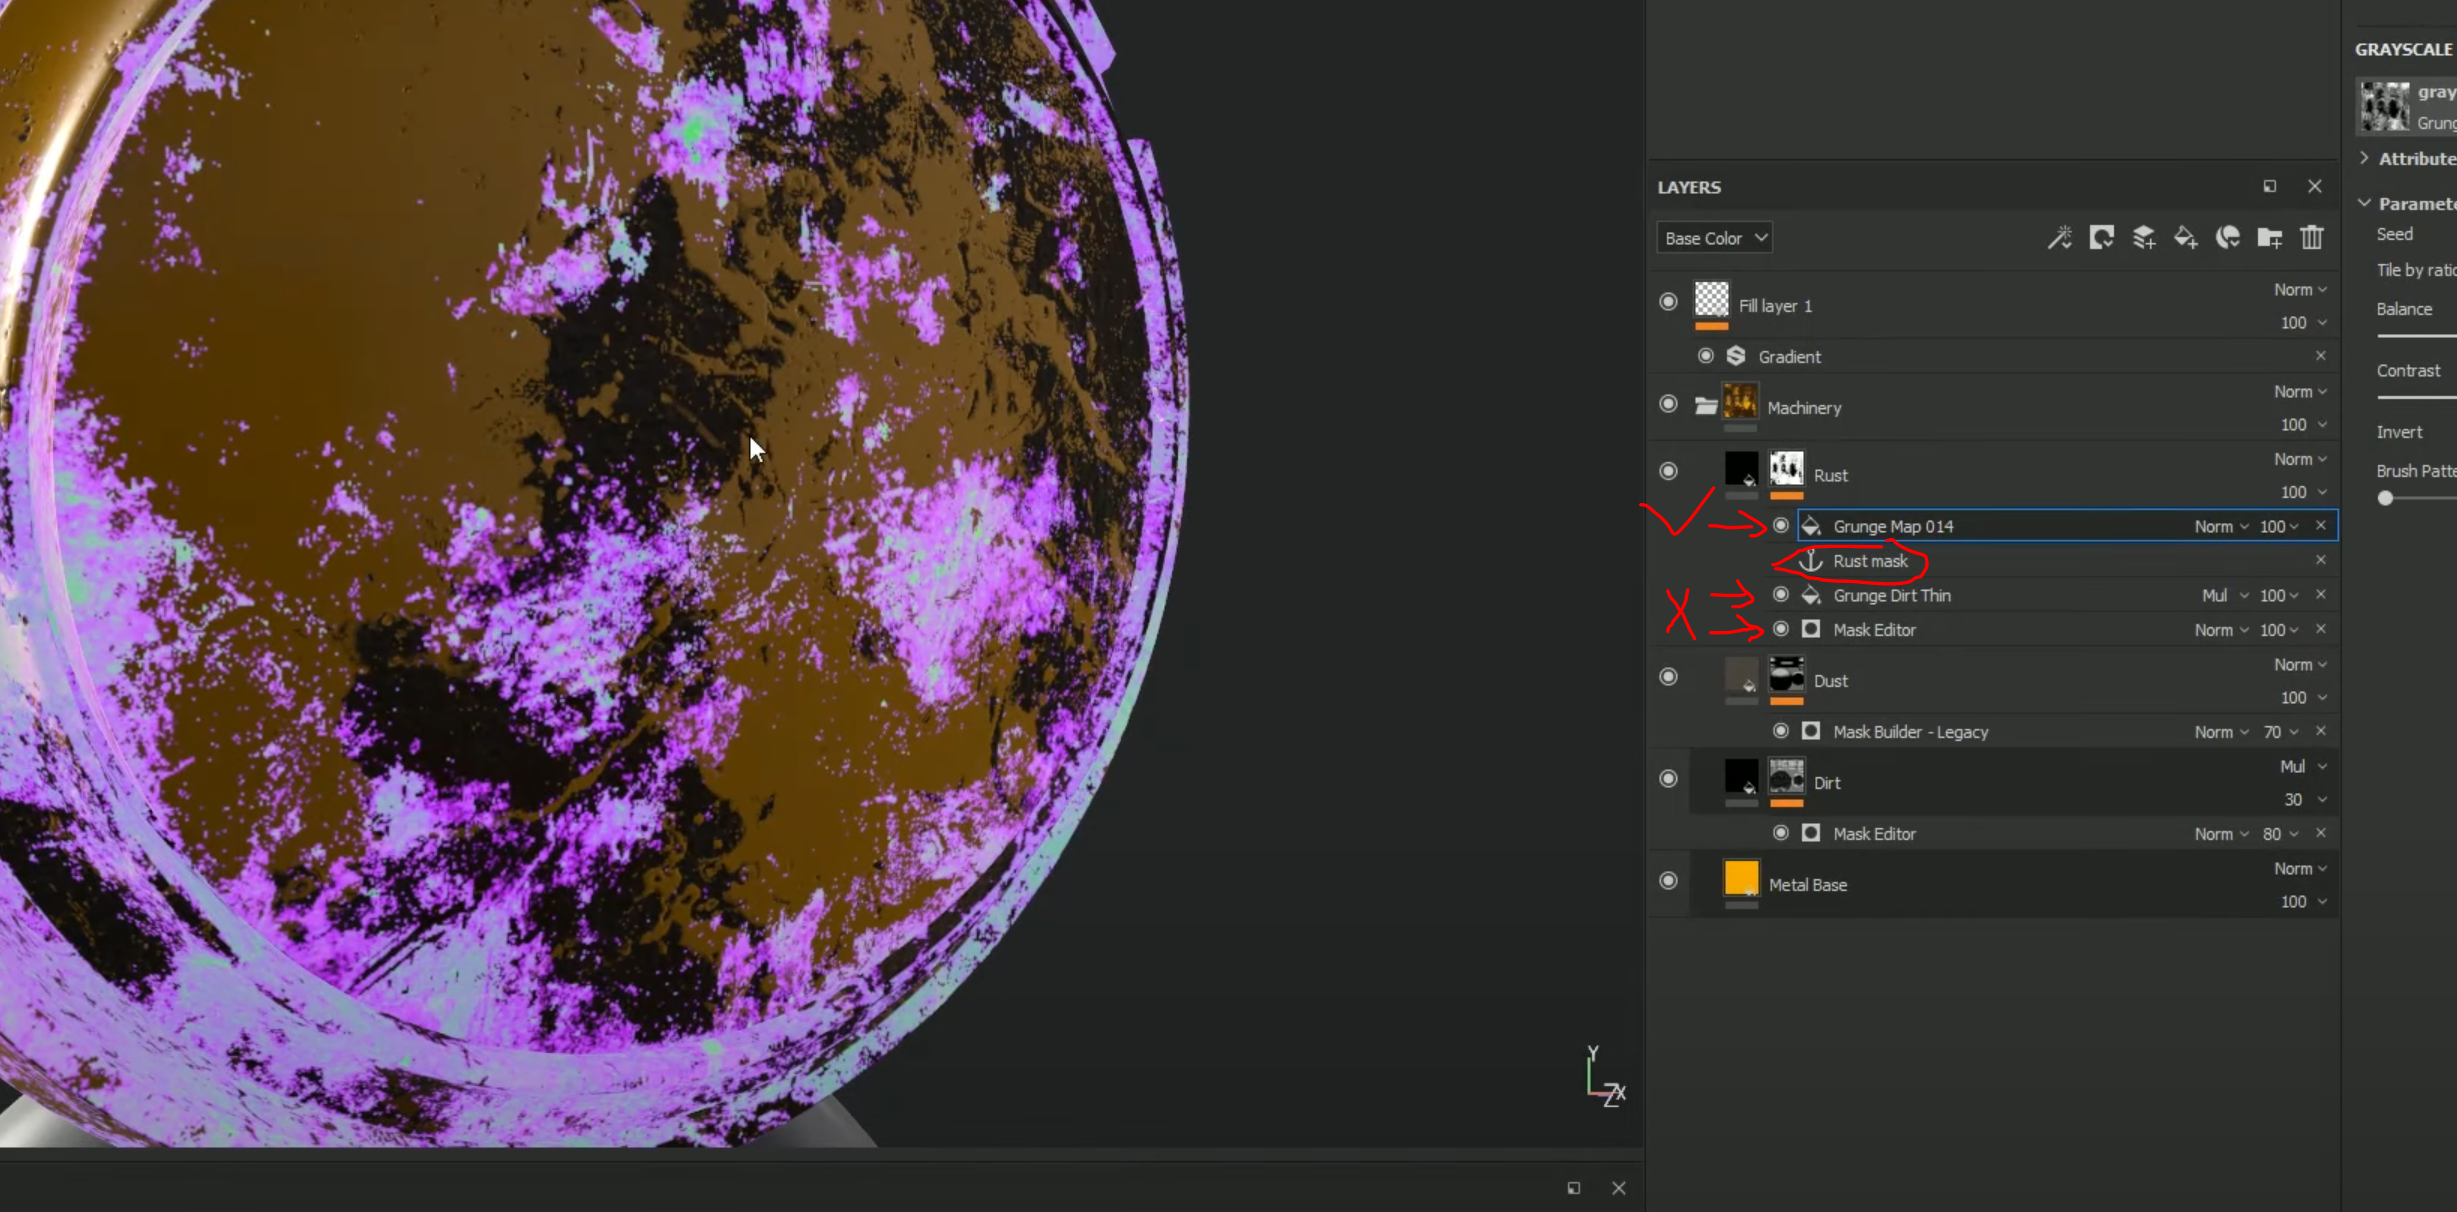 GRAYSCALE
gray
Grung
Attribute
Paramete
Seed
Tile by ratio
Balance
Contrast
Invert
Brush Patte
LAYERS
Base Color
Fill layer 1 Norm
100
Gradient
Machinery Norm
100
Rust Norm
100
Grunge Map 014 Norm 100
Rust mask
X Grunge Dirt Thin Mul 100
Mask Editor Norm 100
Dust Norm
100
Mask Builder - Legacy Norm 70
Dirt Mul
30
Mask Editor Norm 80
Metal Base Norm
100
Y
Z X